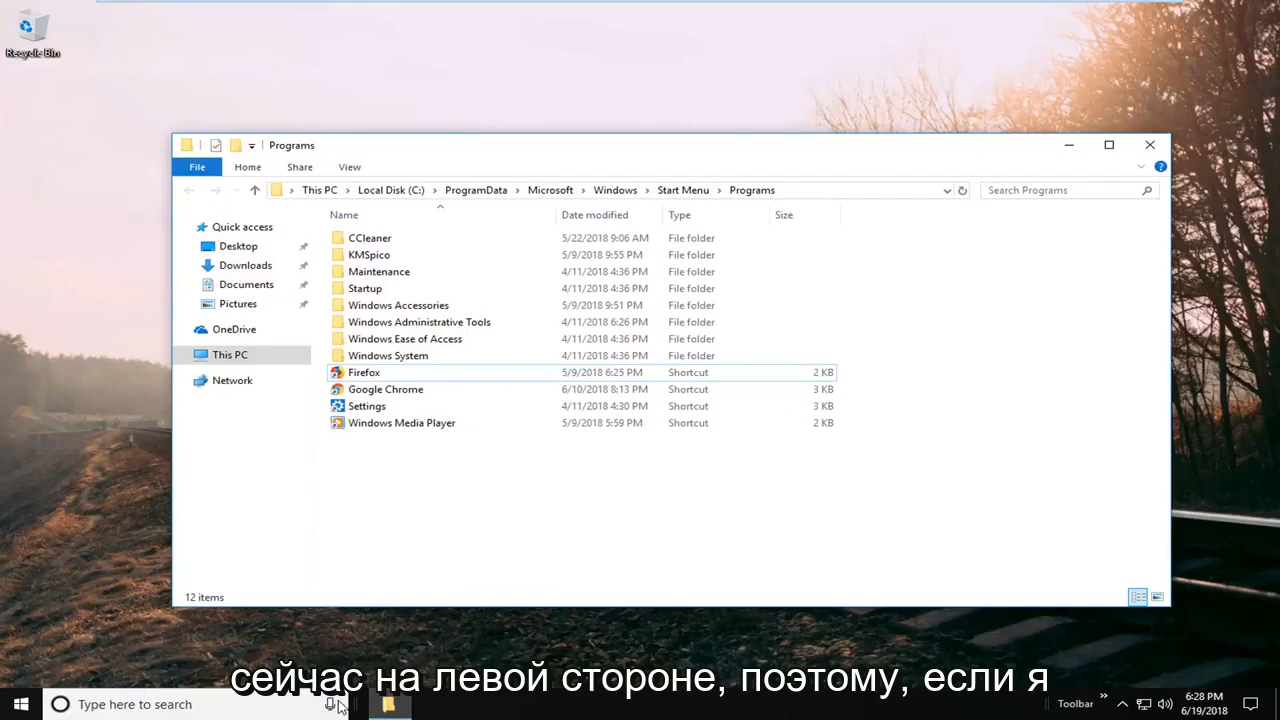 Recycle Bin
Programs
File Home Share View
This PC Local Disk (C:) ProgramData Microsoft Windows Start Menu Programs
Search Programs
Name Date modified Type Size
Quick access
Desktop
Downloads
Documents
Pictures
OneDrive
This PC
Network
CCleaner 5/22/2018 9:06 AM File folder
KMSpico 5/9/2018 9:55 PM File folder
Maintenance 4/11/2018 4:36 PM File folder
Startup 4/11/2018 4:36 PM File folder
Windows Accessories 5/9/2018 9:51 PM File folder
Windows Administrative Tools 4/11/2018 6:26 PM File folder
Windows Ease of Access 4/11/2018 4:36 PM File folder
Windows System 4/11/2018 4:36 PM File folder
Firefox 5/9/2018 6:25 PM Shortcut 2 KB
Google Chrome 6/10/2018 8:13 PM Shortcut 3 KB
Settings 4/11/2018 4:30 PM Shortcut 3 KB
Windows Media Player 5/9/2018 5:59 PM Shortcut 2 KB
12 items
сейчас на левой стороне, поэтому, если я
Type here to search
Toolbar
6:28 PM
6/19/2018